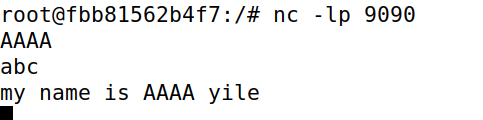 root@fbb81562b4f7:/# nc -lp 9090
AAAA
abc
my name is AAAA yile